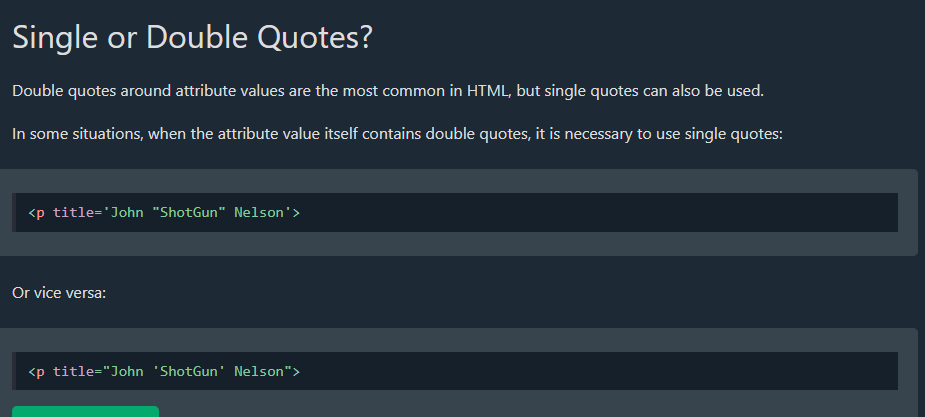 Single or Double Quotes?
Double quotes around attribute values are the most common in HTML, but single quotes can also be used.
In some situations, when the attribute value itself contains double quotes, it is necessary to use single quotes:
<p title='John "ShotGun" Nelson'>
Or vice versa:
<p title="John 'ShotGun' Nelson">